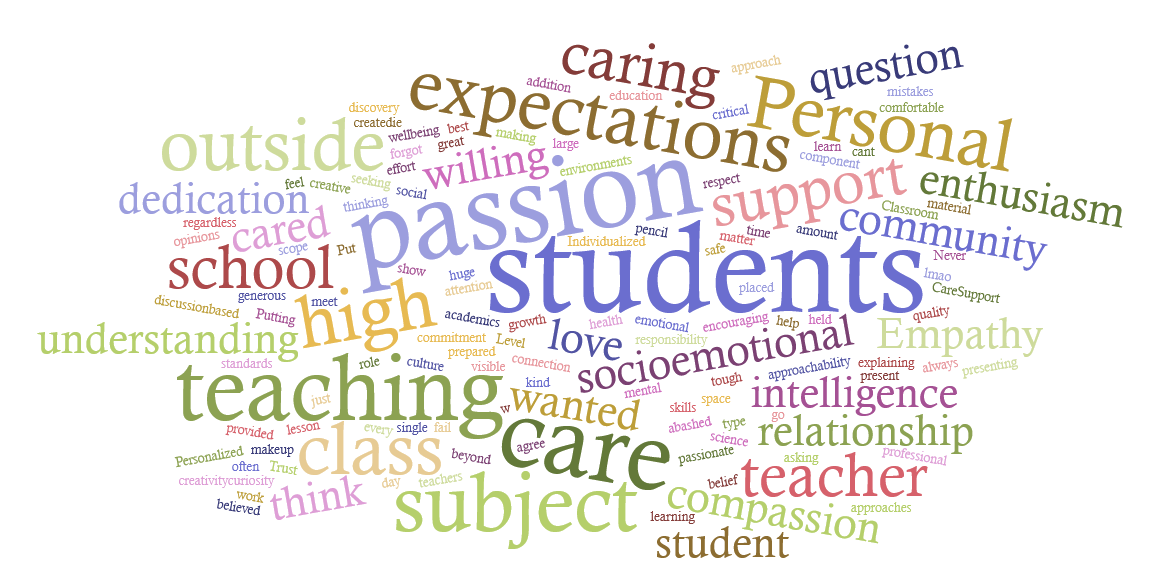 caring
approach
question
expectations
addition
education
Personal
mistakes
discovery
createdie
wellbeing
best
critical
comfortable
outside
forgot
great
making
large
learn
cant
willing
environments
component
effort
dedication
feel
creative
seeking
social
passion
respect
support
enthusiasm
regardless
thinking
Classroom
material
opinions
cared
scope
Put
Individualized
pencil
matter
time
amount
community
safe
Never
school
show
huge
students
lmao
generous
meet
attention
placed
CareSupport
discussionbased
Putting
high
academics
growth
health
emotional
encouraging
help
held
quality
understanding
commitment
Level
love
responsibility
socioemotional
Empathy
standards
role
culture
prepared
visible
connection
approachability
explaining
present
always
presenting
teaching
just
kind
mental
tough
intelligence
w
wanted
skills
space
abashed
type
go
provided
lesson
every
single
fail
care
science
relationship
Personalized
makeup
class
beyond
agree
passionate
asking
professional
often
Trust
creativitycuriosity
day
teachers
belief
teacher
work
believed
think
subject
learning
compassion
approaches
student